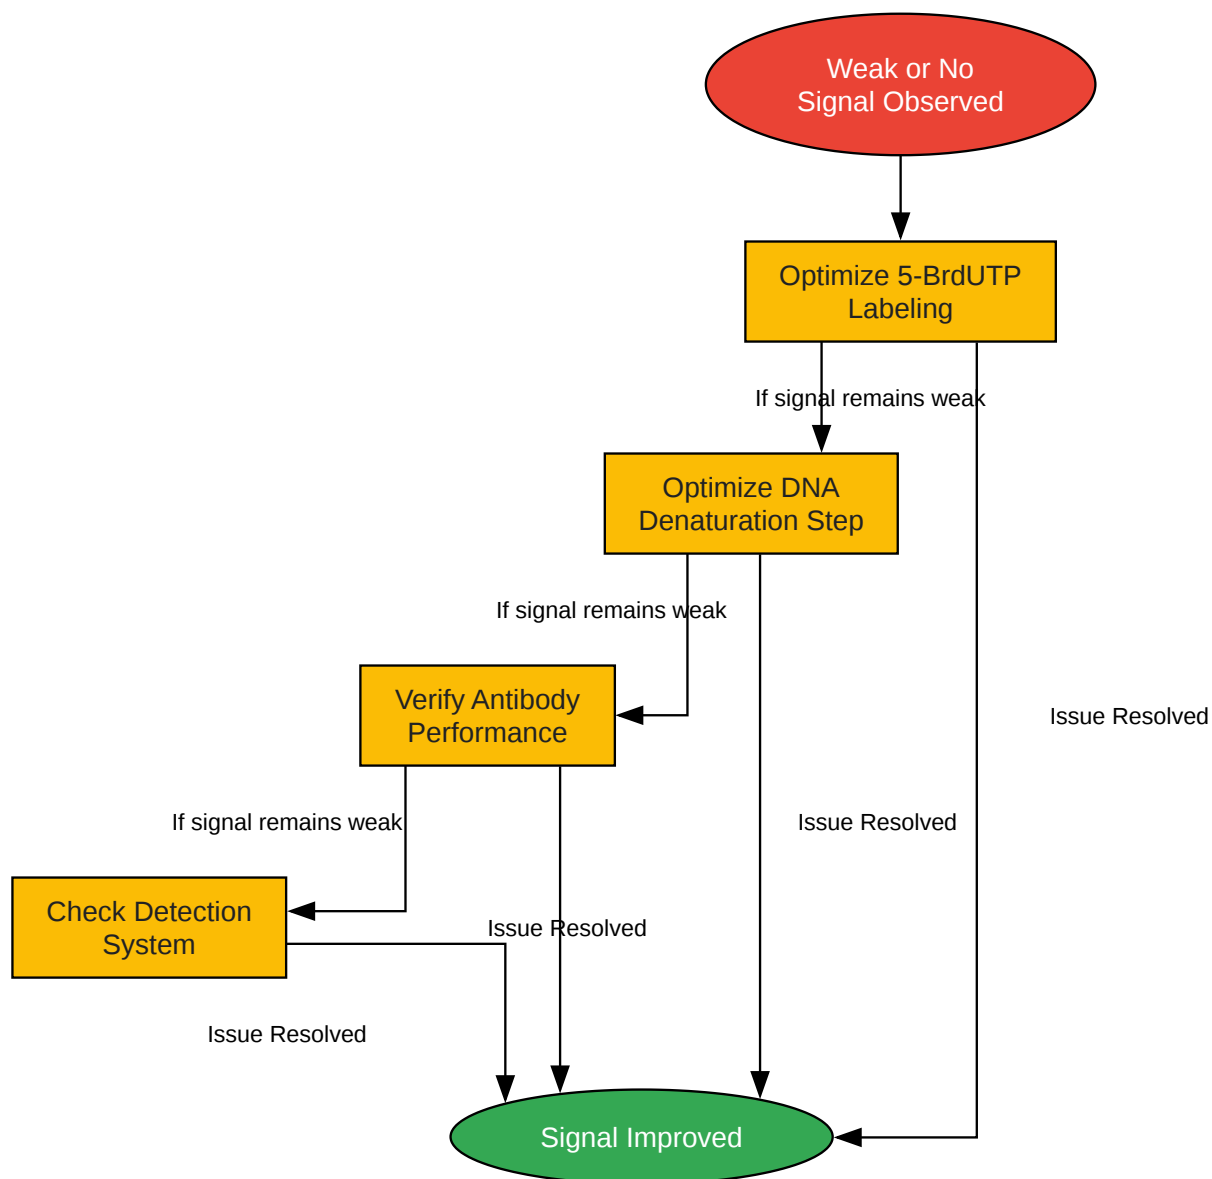 Weak or No
Signal Observed
Optimize 5-BrdUTP
Labeling
If signal remains weak
Optimize DNA
Denaturation Step
If signal remains weak
Verify Antibody
Performance
Issue Resolved
If signal remains weak
Issue Resolved
Check Detection
System
Issue Resolved
Issue Resolved
Signal Improved